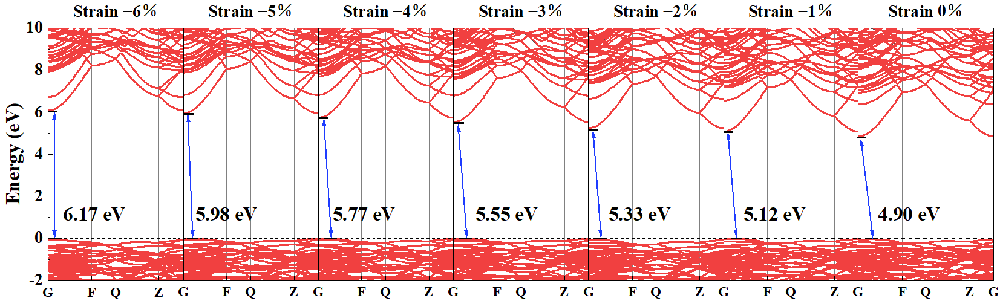 Strain −6% Strain −5% Strain −4% Strain −3% Strain −2% Strain −1% Strain 0%
10
8
6
4
2
0
-2
Energy (eV)
6.17 eV 5.98 eV 5.77 eV 5.55 eV 5.33 eV 5.12 eV 4.90 eV
G F Q Z G F Q Z G F Q Z G F Q Z G F Q Z G F Q Z G F Q Z G